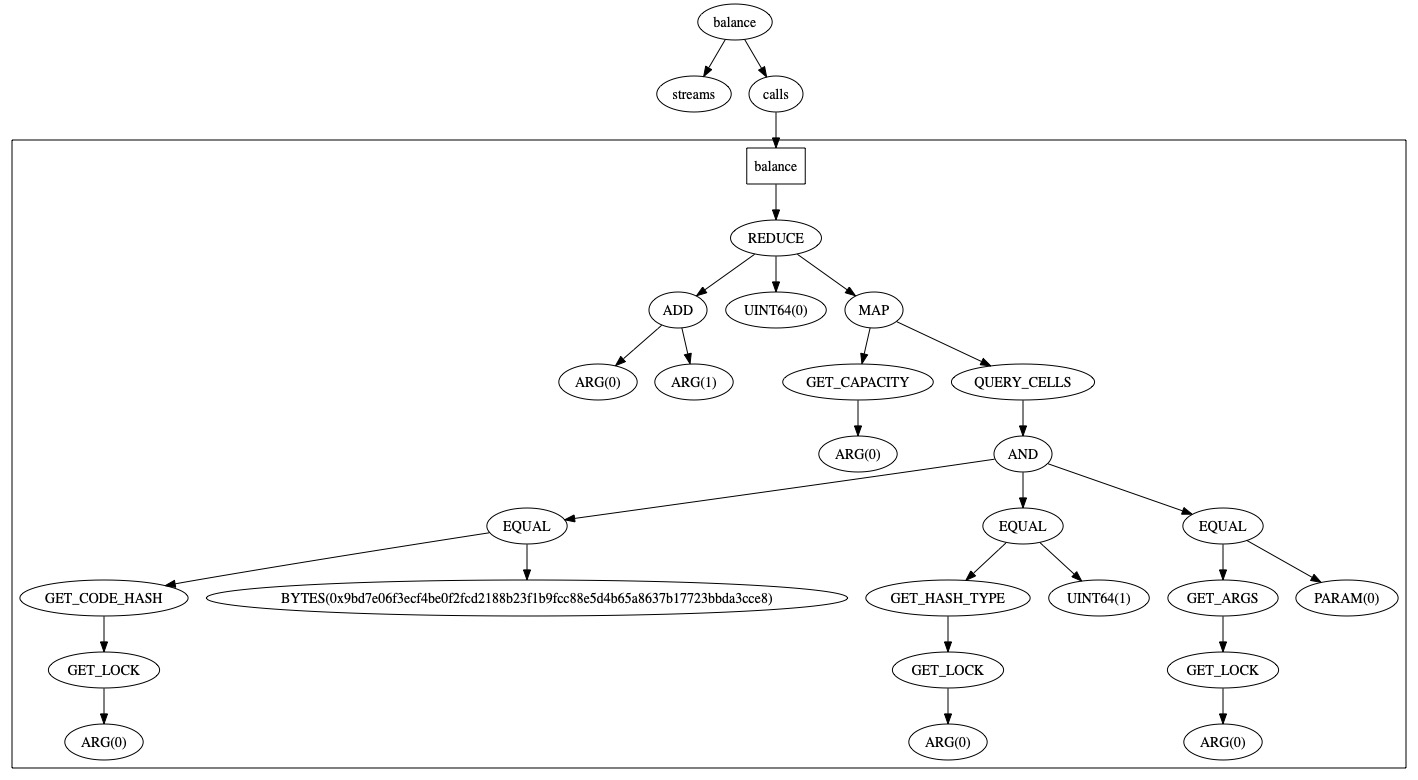 balance
streams
calls
balance
REDUCE
ADD
UINT64(0)
MAP
ARG(0)
ARG(1)
GET_CAPACITY
QUERY_CELLS
ARG(0)
AND
EQUAL
EQUAL
EQUAL
GET_CODE_HASH
BYTES(0x9bd7e06f3ecf4be0f2fcd2188b23f1b9fcc88e5d4b65a8637b17723bbda3cce8)
GET_HASH_TYPE
UINT64(1)
GET_ARGS
PARAM(0)
GET_LOCK
GET_LOCK
GET_LOCK
ARG(0)
ARG(0)
ARG(0)